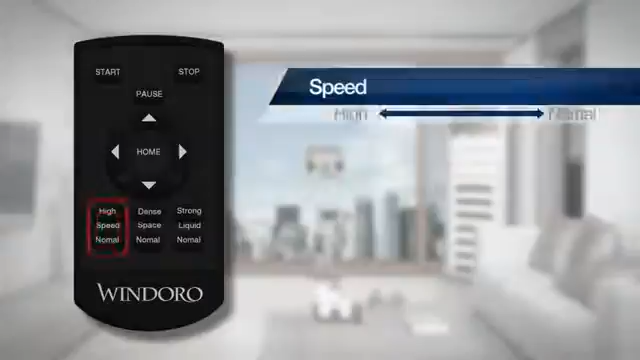 START
STOP
PAUSE
HOME
High
Speed
Nomal
Dense
Space
Nomal
Strong
Liquid
Nomal
WINDORO
Speed
High
Nomal